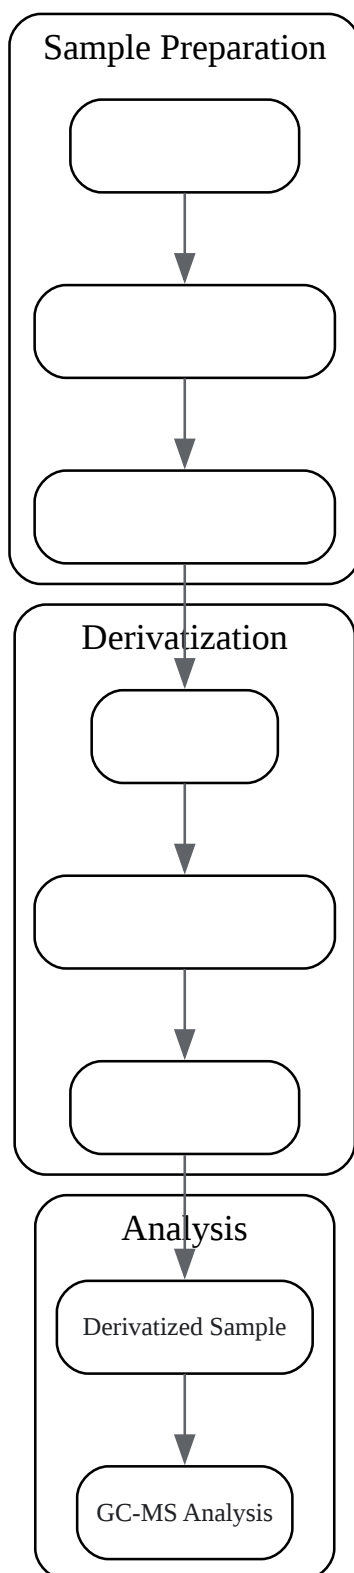 Sample Preparation
Derivatization
Analysis
Derivatized Sample
GC-MS Analysis